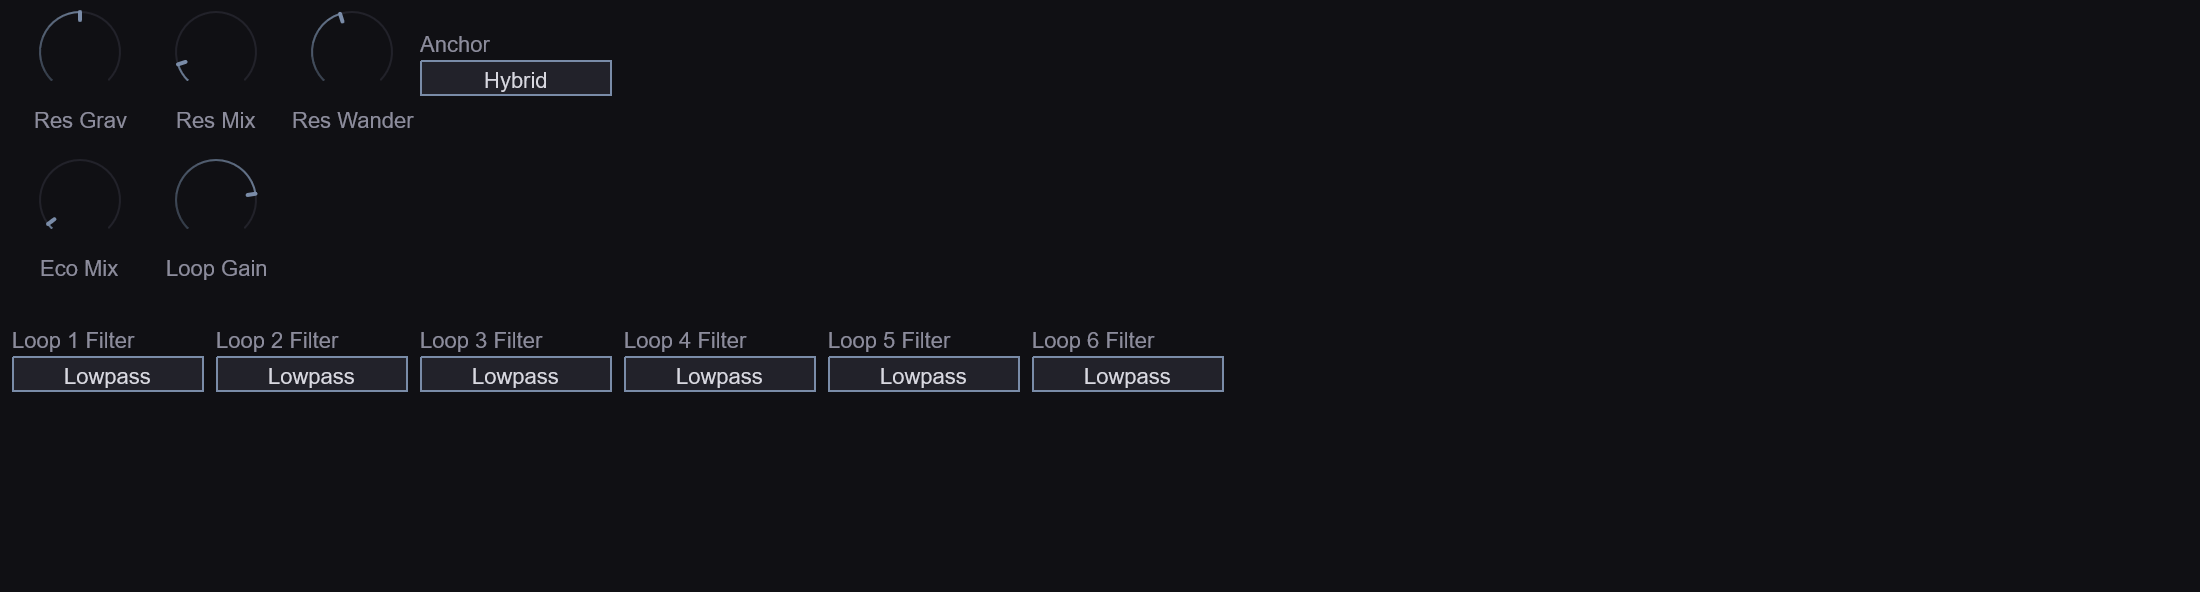 Anchor
Hybrid
Res Grav
Res Mix
Res Wander
Eco Mix
Loop Gain
Loop 1 Filter
Loop 2 Filter
Loop 3 Filter
Loop 4 Filter
Loop 5 Filter
Loop 6 Filter
Lowpass
Lowpass
Lowpass
Lowpass
Lowpass
Lowpass